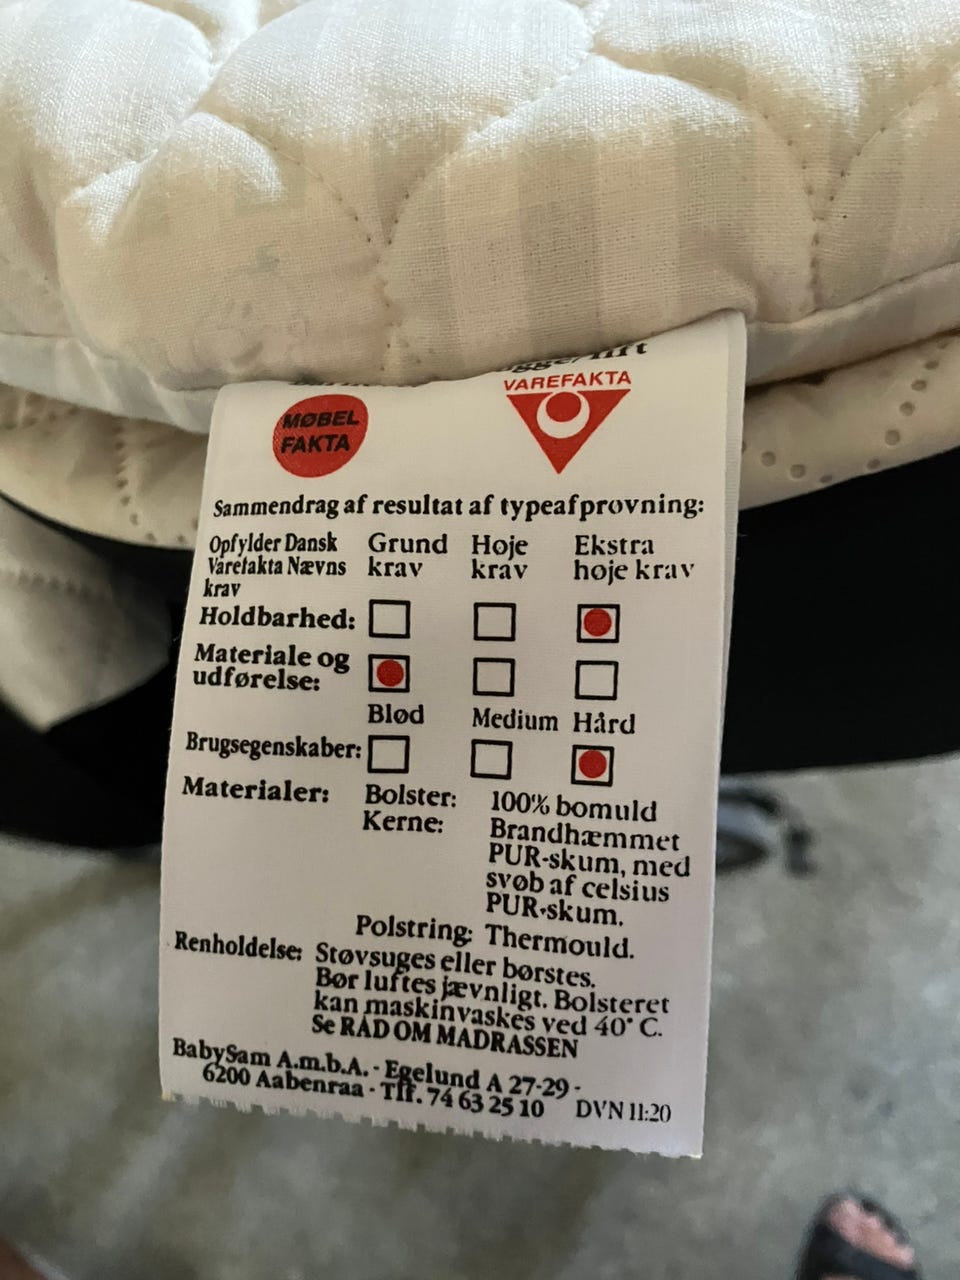 VAREFAKTA
MØBEL
FAKTA
Sammendrag af resultat af typeafprøvning:
Opfylder Dansk Varefakta Nævns krav Grund krav Høje krav Ekstra høje krav
Holdbarhed:
Materiale og
udførelse:
Blød Medium Hård
Brugsegenskaber:
Materialer: Bolster: 100% bomuld
Kerne: Brandhæmmet
PUR-skum, med
svøb af celsius
PUR-skum.
Polstring: Thermould.
Renholdelse: Støvsuges eller børstes.
Bør luftes jævnligt. Bolsteret
kan maskinvaskes ved 40° C.
Se RÅD OM MADRASSEN
BabySam A.m.b.A. - Egelund A 27-29 -
6200 Aabenraa - Tlf. 74 63 25 10 DVN 11:20